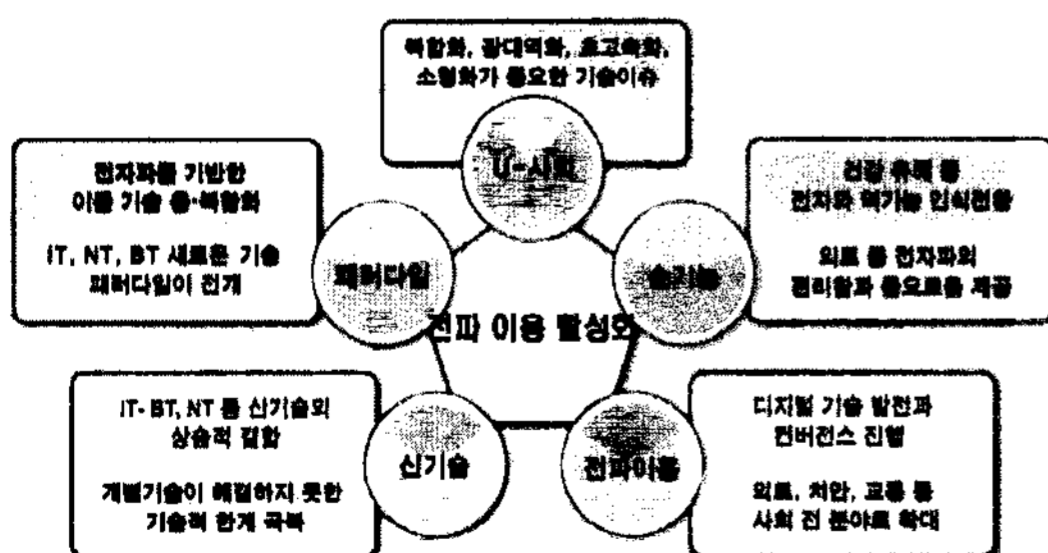 복합화, 광대역화, 초고속화,
소형화가 중요한 기술이슈
U-사회
전자파를 기반한
이종 기술 융·복합화
IT, NT, BT 새로운 기술
패러다임이 전개
패러다임
건강 유해 등
전자파 역기능 인식전환
의료 등 전자파의
편리함과 풍요로움 제공
순기능
전파 이용 활성화
IT- BT, NT 등 신기술의
상승적 결합
개별기술이 해결하지 못한
기술적 한계 극복
신기술
전파이용
디지털 기술 발전과
컨버전스 진행
의료, 치안, 교통 등
사회 전 분야로 확대